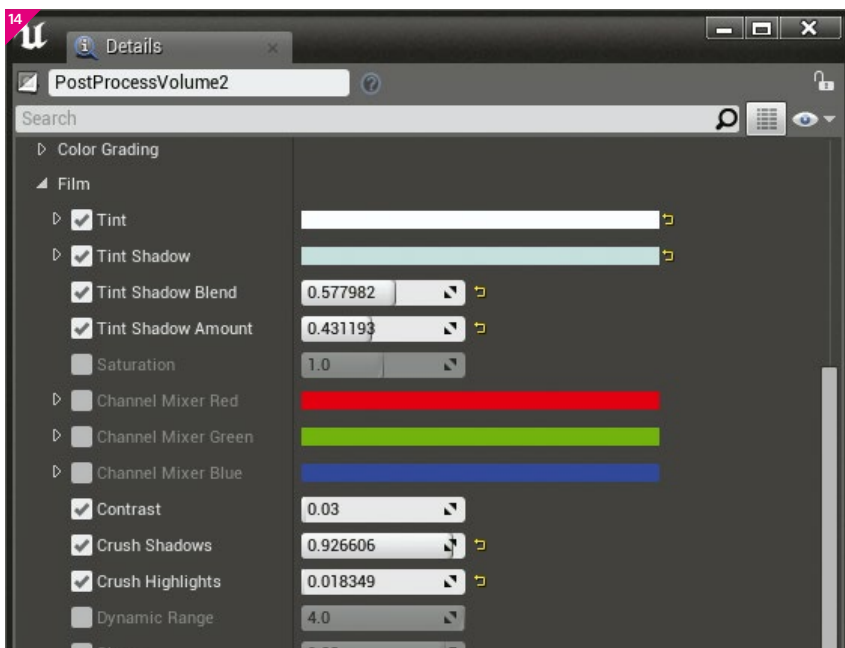 14
Details
PostProcessVolume2
Search
Color Grading
Film
Tint
Tint Shadow
Tint Shadow Blend 0.577982
Tint Shadow Amount 0.431193
Saturation 1.0
Channel Mixer Red
Channel Mixer Green
Channel Mixer Blue
Contrast 0.03
Crush Shadows 0.926606
Crush Highlights 0.018349
Dynamic Range 4.0